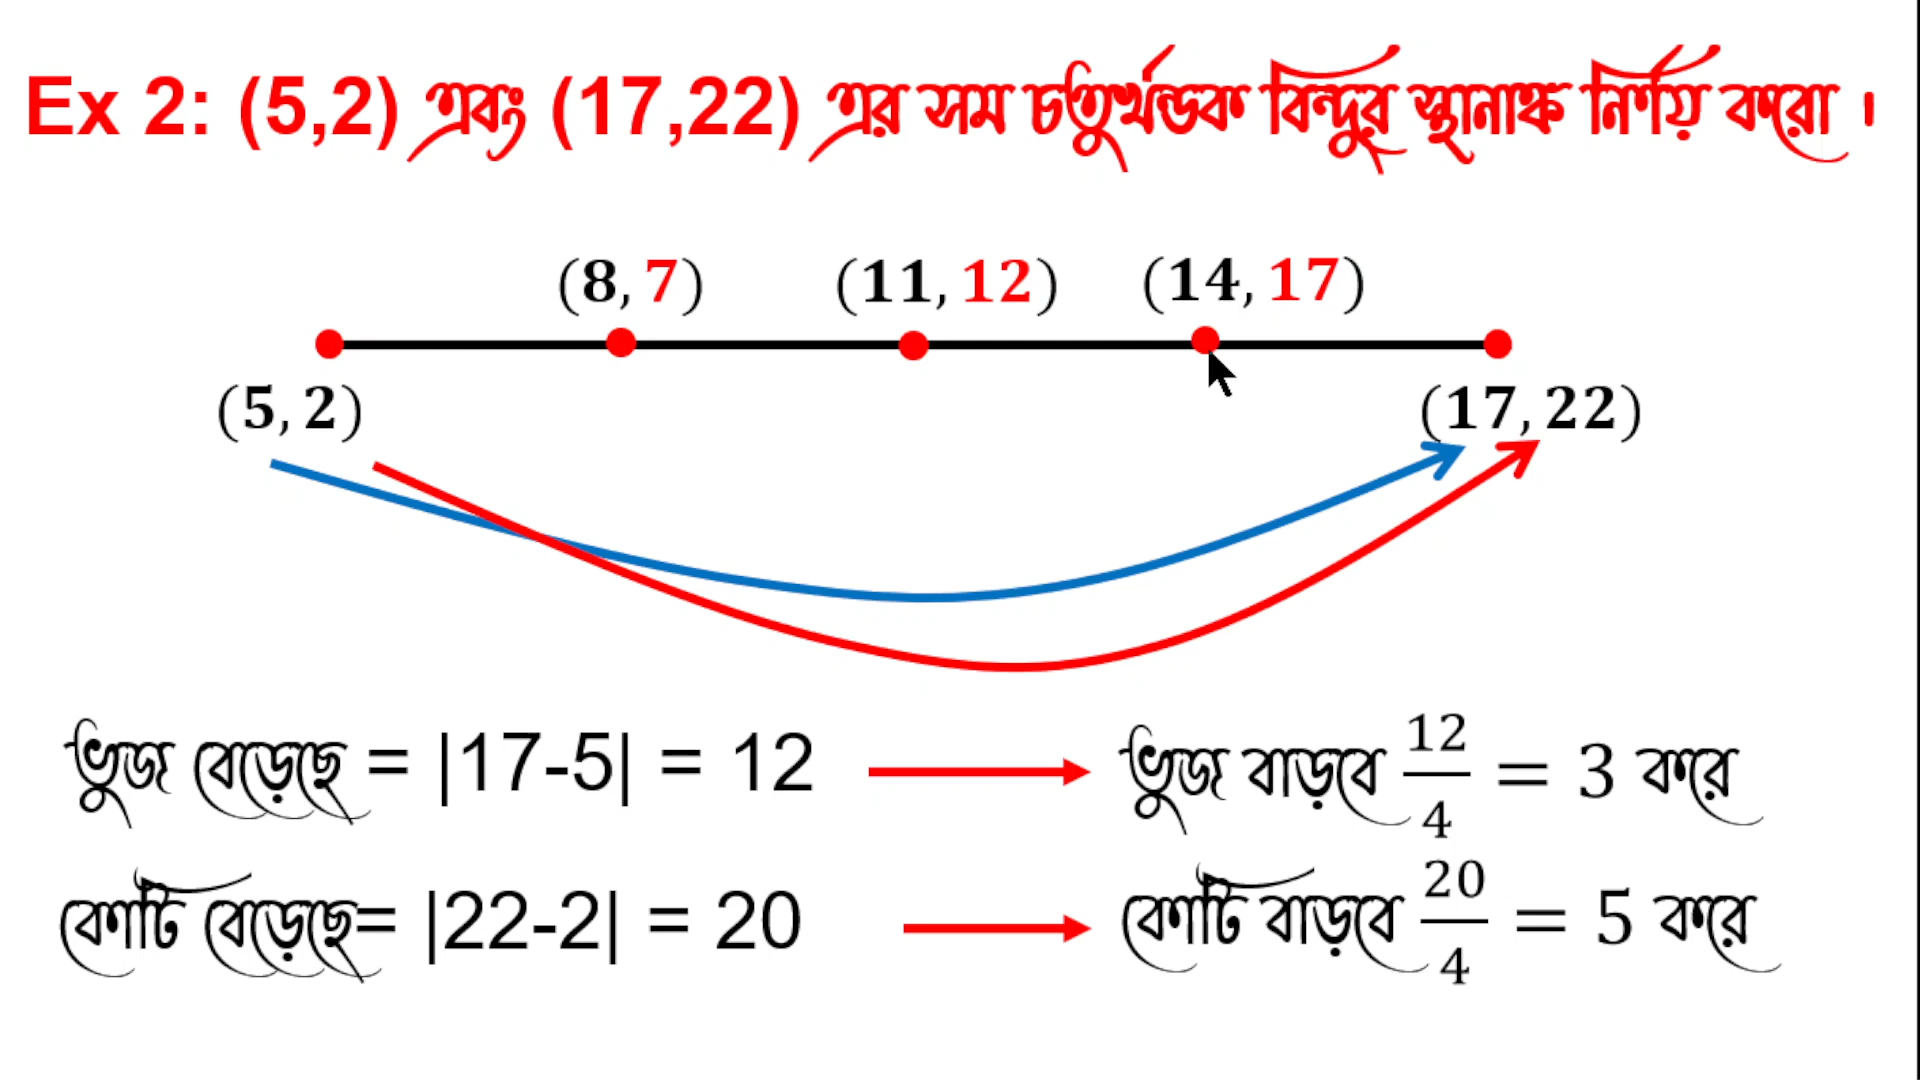 Ex 2: (5,2) এবং (17,22) এর সম চতুর্খন্ডক বিন্দুর স্থানাঙ্ক নির্ণয় করো ।
(8, 7) (11, 12) (14, 17)
(5, 2) (17, 22)
ভুজ বেড়েছে = |17-5| = 12 ভুজ বাড়বে 12/4 = 3 করে
কোটি বেড়েছে= |22-2| = 20 কোটি বাড়বে 20/4 = 5 করে